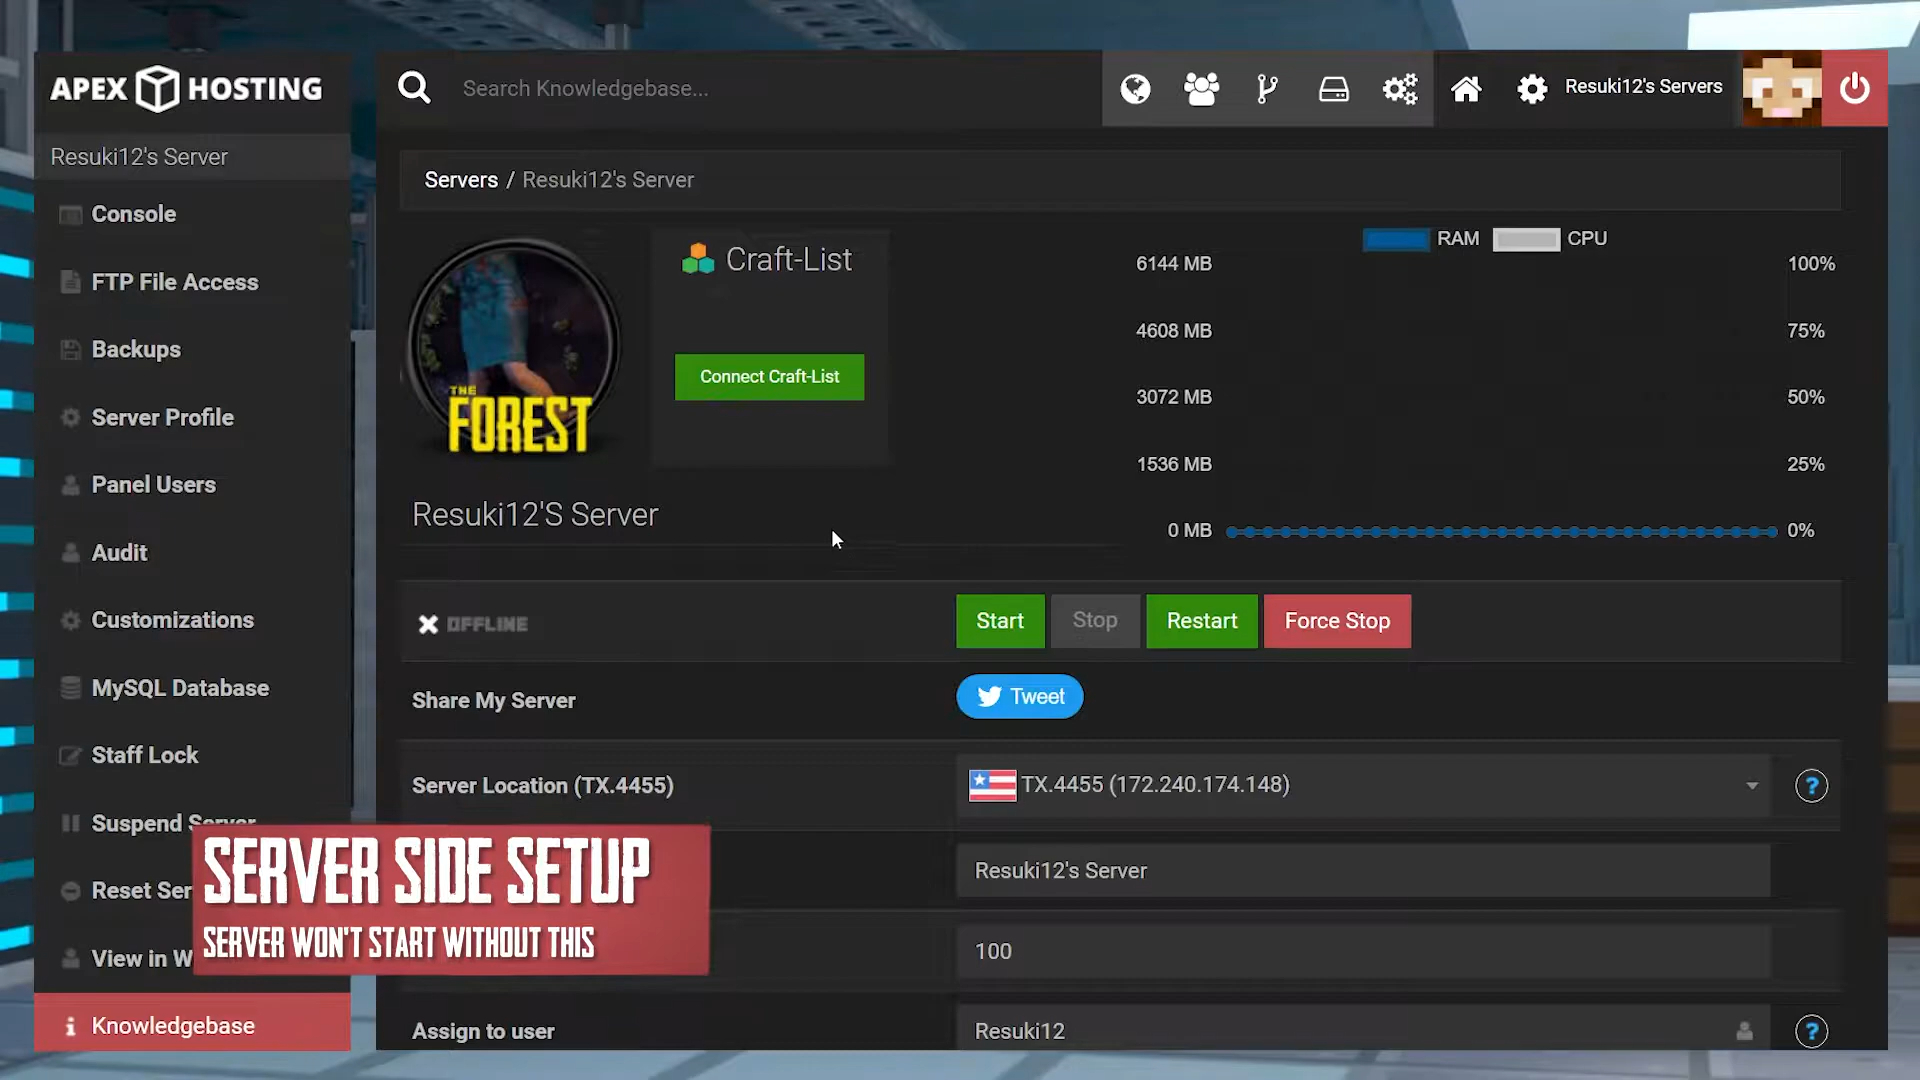 APEX HOSTING
Search Knowledgebase...
Resuki12's Servers
Resuki12's Server
Console
FTP File Access
Backups
Server Profile
Panel Users
Audit
Customizations
MySQL Database
Staff Lock
Suspend Server
Reset Ser
View in W
Knowledgebase
Servers / Resuki12's Server
THE
FOREST
Craft-List
Connect Craft-List
RAM CPU
6144 MB 100%
4608 MB 75%
3072 MB 50%
1536 MB 25%
0 MB 0%
Resuki12'S Server
OFFLINE
Start Stop Restart Force Stop
Share My Server
Tweet
Server Location (TX.4455)
TX.4455 (172.240.174.148)
?
Resuki12's Server
100
Assign to user
Resuki12
?
SERVER SIDE SETUP
SERVER WON'T START WITHOUT THIS